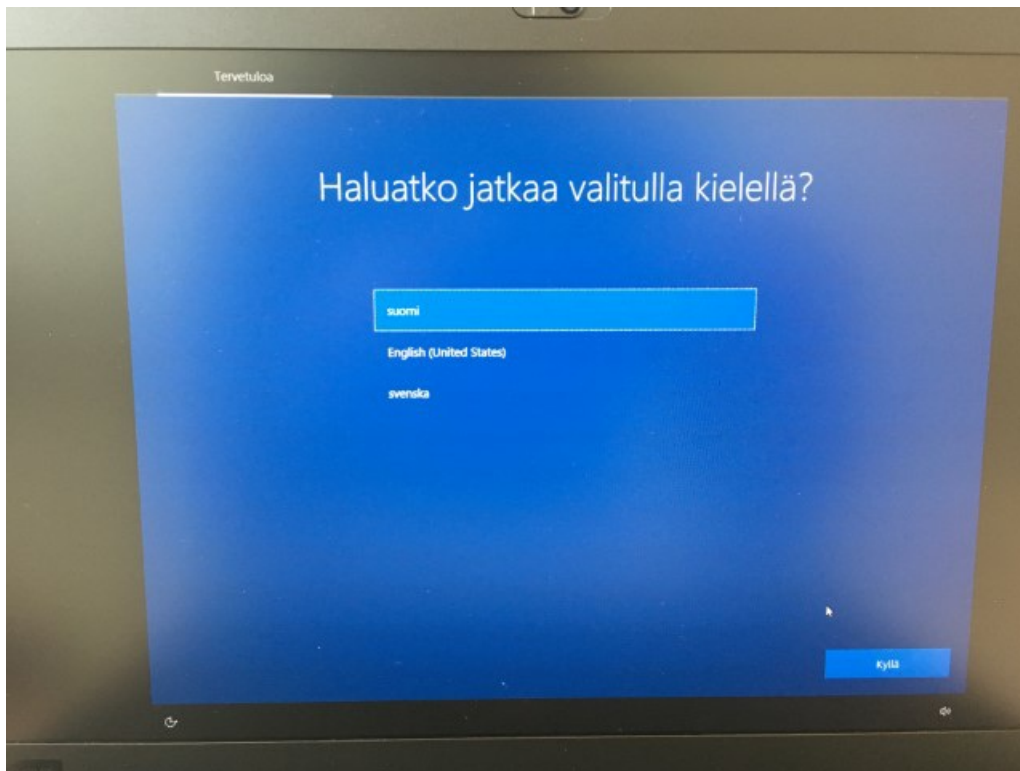 Tervetuloa
Haluatko jatkaa valitulla kielellä?
suomi
English (United States)
svenska
Kyllä